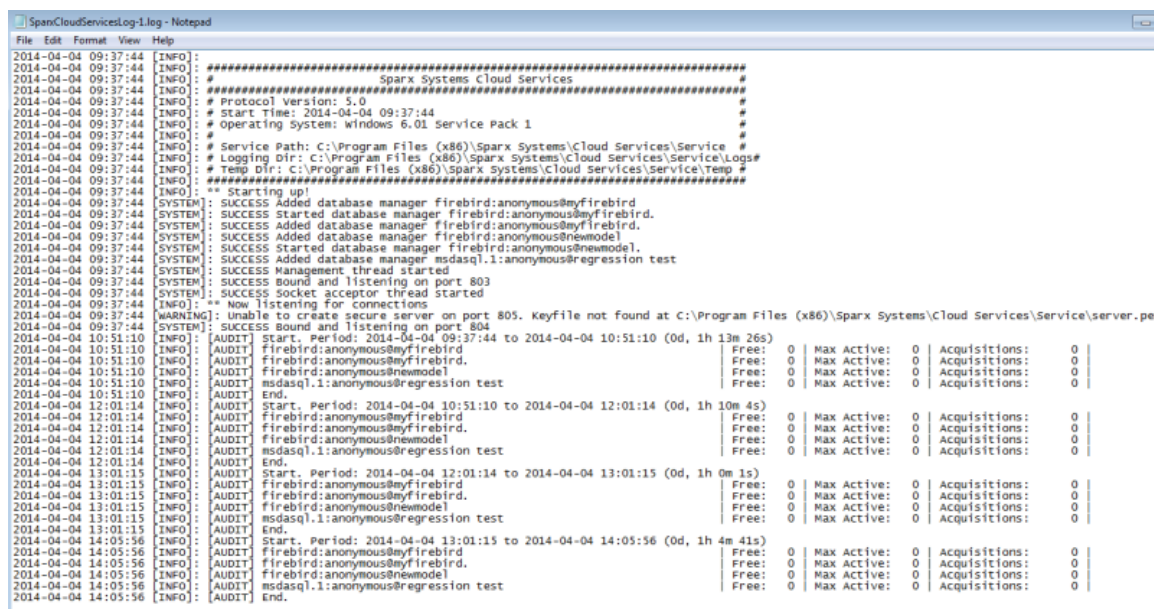 SparxCloudServicesLog-1.log - Notepad
File Edit Format View Help
2014-04-04 09:37:44 [INFO]:
2014-04-04 09:37:44 [INFO]: ##############################################################################
2014-04-04 09:37:44 [INFO]: # Sparx Systems Cloud Services #
2014-04-04 09:37:44 [INFO]: ##############################################################################
2014-04-04 09:37:44 [INFO]: # Protocol Version: 5.0 #
2014-04-04 09:37:44 [INFO]: # Start Time: 2014-04-04 09:37:44 #
2014-04-04 09:37:44 [INFO]: # Operating System: Windows 6.01 Service Pack 1 #
2014-04-04 09:37:44 [INFO]: # #
2014-04-04 09:37:44 [INFO]: # Service Path: C:\Program Files (x86)\Sparx Systems\Cloud Services\Service #
2014-04-04 09:37:44 [INFO]: # Logging Dir: C:\Program Files (x86)\Sparx Systems\Cloud Services\Service\Logs#
2014-04-04 09:37:44 [INFO]: # Temp Dir: C:\Program Files (x86)\Sparx Systems\Cloud Services\Service\Temp #
2014-04-04 09:37:44 [INFO]: ##############################################################################
2014-04-04 09:37:44 [INFO]: ** Starting up!
2014-04-04 09:37:44 [SYSTEM]: SUCCESS Added database manager firebird:anonymous@myfirebird
2014-04-04 09:37:44 [SYSTEM]: SUCCESS Started database manager firebird:anonymous@myfirebird.
2014-04-04 09:37:44 [SYSTEM]: SUCCESS Added database manager firebird:anonymous@myfirebird.
2014-04-04 09:37:44 [SYSTEM]: SUCCESS Added database manager firebird:anonymous@newmodel
2014-04-04 09:37:44 [SYSTEM]: SUCCESS Started database manager firebird:anonymous@newmodel.
2014-04-04 09:37:44 [SYSTEM]: SUCCESS Added database manager msdasql.1:anonymous@regression test
2014-04-04 09:37:44 [SYSTEM]: SUCCESS Management thread started
2014-04-04 09:37:44 [SYSTEM]: SUCCESS Bound and listening on port 803
2014-04-04 09:37:44 [SYSTEM]: SUCCESS Socket acceptor thread started
2014-04-04 09:37:44 [INFO]: ** Now listening for connections
2014-04-04 09:37:44 [WARNING]: Unable to create secure server on port 805. Keyfile not found at C:\Program Files (x86)\Sparx Systems\Cloud Services\Service\server.pe
2014-04-04 09:37:44 [SYSTEM]: SUCCESS Bound and listening on port 804
2014-04-04 10:51:10 [INFO]: [AUDIT] Start. Period: 2014-04-04 09:37:44 to 2014-04-04 10:51:10 (0d, 1h 13m 26s)
2014-04-04 10:51:10 [INFO]: [AUDIT] firebird:anonymous@myfirebird | Free: 0 | Max Active: 0 | Acquisitions: 0 |
2014-04-04 10:51:10 [INFO]: [AUDIT] firebird:anonymous@myfirebird. | Free: 0 | Max Active: 0 | Acquisitions: 0 |
2014-04-04 10:51:10 [INFO]: [AUDIT] firebird:anonymous@newmodel | Free: 0 | Max Active: 0 | Acquisitions: 0 |
2014-04-04 10:51:10 [INFO]: [AUDIT] msdasql.1:anonymous@regression test | Free: 0 | Max Active: 0 | Acquisitions: 0 |
2014-04-04 10:51:10 [INFO]: [AUDIT] End.
2014-04-04 12:01:14 [INFO]: [AUDIT] Start. Period: 2014-04-04 10:51:10 to 2014-04-04 12:01:14 (0d, 1h 10m 4s)
2014-04-04 12:01:14 [INFO]: [AUDIT] firebird:anonymous@myfirebird | Free: 0 | Max Active: 0 | Acquisitions: 0 |
2014-04-04 12:01:14 [INFO]: [AUDIT] firebird:anonymous@myfirebird. | Free: 0 | Max Active: 0 | Acquisitions: 0 |
2014-04-04 12:01:14 [INFO]: [AUDIT] firebird:anonymous@newmodel | Free: 0 | Max Active: 0 | Acquisitions: 0 |
2014-04-04 12:01:14 [INFO]: [AUDIT] msdasql.1:anonymous@regression test | Free: 0 | Max Active: 0 | Acquisitions: 0 |
2014-04-04 12:01:14 [INFO]: [AUDIT] End.
2014-04-04 13:01:15 [INFO]: [AUDIT] Start. Period: 2014-04-04 12:01:14 to 2014-04-04 13:01:15 (0d, 1h 0m 1s)
2014-04-04 13:01:15 [INFO]: [AUDIT] firebird:anonymous@myfirebird | Free: 0 | Max Active: 0 | Acquisitions: 0 |
2014-04-04 13:01:15 [INFO]: [AUDIT] firebird:anonymous@myfirebird. | Free: 0 | Max Active: 0 | Acquisitions: 0 |
2014-04-04 13:01:15 [INFO]: [AUDIT] firebird:anonymous@newmodel | Free: 0 | Max Active: 0 | Acquisitions: 0 |
2014-04-04 13:01:15 [INFO]: [AUDIT] msdasql.1:anonymous@regression test | Free: 0 | Max Active: 0 | Acquisitions: 0 |
2014-04-04 13:01:15 [INFO]: [AUDIT] End.
2014-04-04 14:05:56 [INFO]: [AUDIT] Start. Period: 2014-04-04 13:01:15 to 2014-04-04 14:05:56 (0d, 1h 4m 41s)
2014-04-04 14:05:56 [INFO]: [AUDIT] firebird:anonymous@myfirebird | Free: 0 | Max Active: 0 | Acquisitions: 0 |
2014-04-04 14:05:56 [INFO]: [AUDIT] firebird:anonymous@myfirebird. | Free: 0 | Max Active: 0 | Acquisitions: 0 |
2014-04-04 14:05:56 [INFO]: [AUDIT] firebird:anonymous@newmodel | Free: 0 | Max Active: 0 | Acquisitions: 0 |
2014-04-04 14:05:56 [INFO]: [AUDIT] msdasql.1:anonymous@regression test | Free: 0 | Max Active: 0 | Acquisitions: 0 |
2014-04-04 14:05:56 [INFO]: [AUDIT] End.